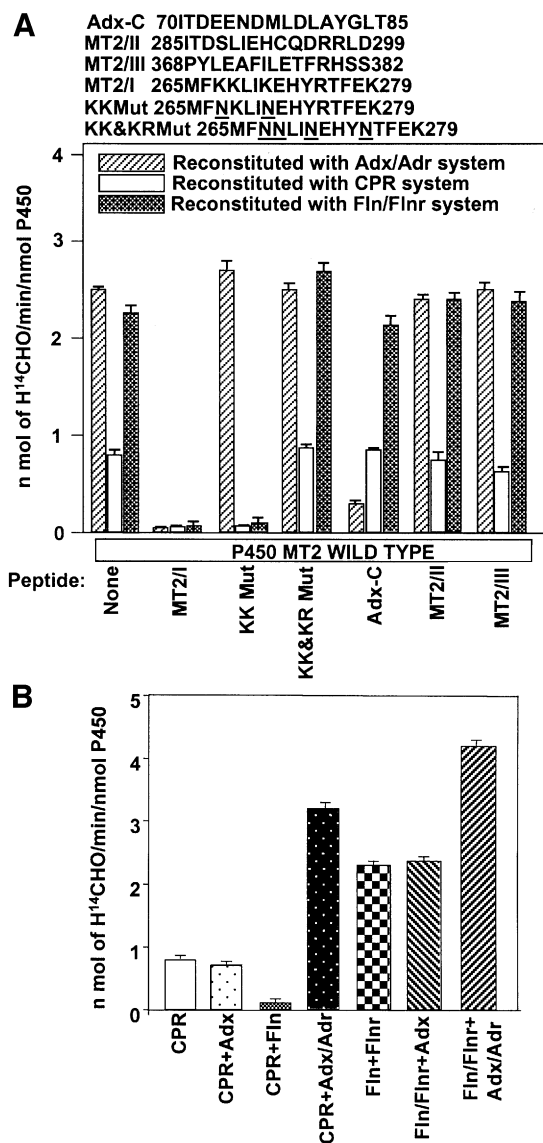 A
Adx-C 70ITDEENDMLDLAYGLT85
MT2/II 285ITDSLIEHCQDRRLD299
MT2/III 368PYLEAFILETFRHSS382
MT2/I 265MFKKLIKEHYRTFEK279
KKMut 265MFNKLINEHYRTFEK279
KK&KRMut 265MFNNLINEHYNTFEK279
Reconstituted with Adx/Adr system
Reconstituted with CPR system
Reconstituted with Fln/Flnr system
n mol of H¹⁴CHO/min/nmol P450
4
3
2
1
0
P450 MT2 WILD TYPE
Peptide:
None
MT2/I
KK Mut
KK&KR Mut
Adx-C
MT2/II
MT2/III
B
n mol of H¹⁴CHO/min/nmol P450
5
4
3
2
1
0
CPR
CPR+Adx
CPR+Fln
CPR+Adx/Adr
Fln+Flnr
Fln/Flnr+Adx
Fln/Flnr+
Adx/Adr